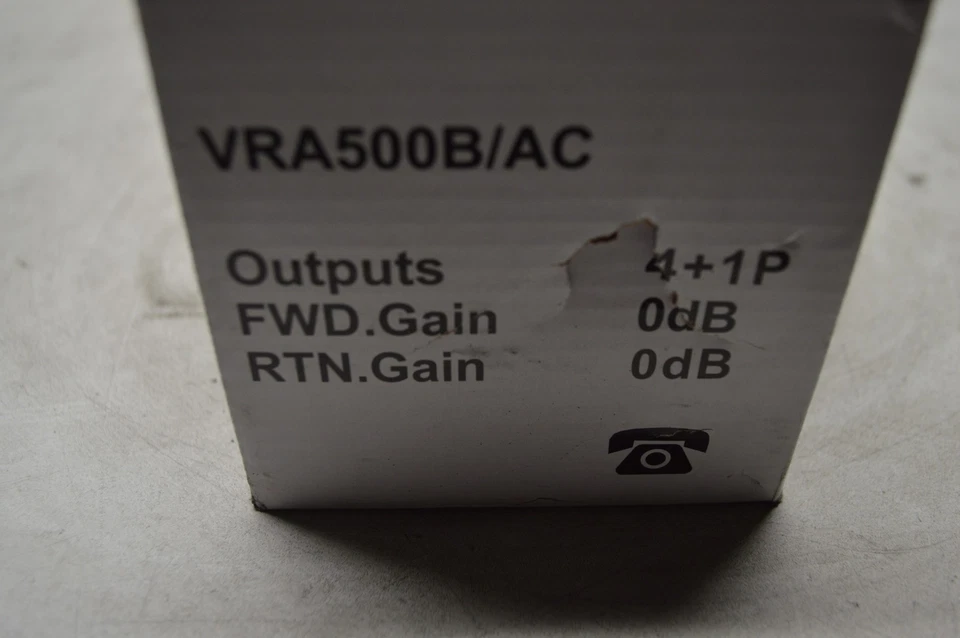 VRA500B/AC
Outputs 4+1P
FWD.Gain 0dB
RTN.Gain 0dB